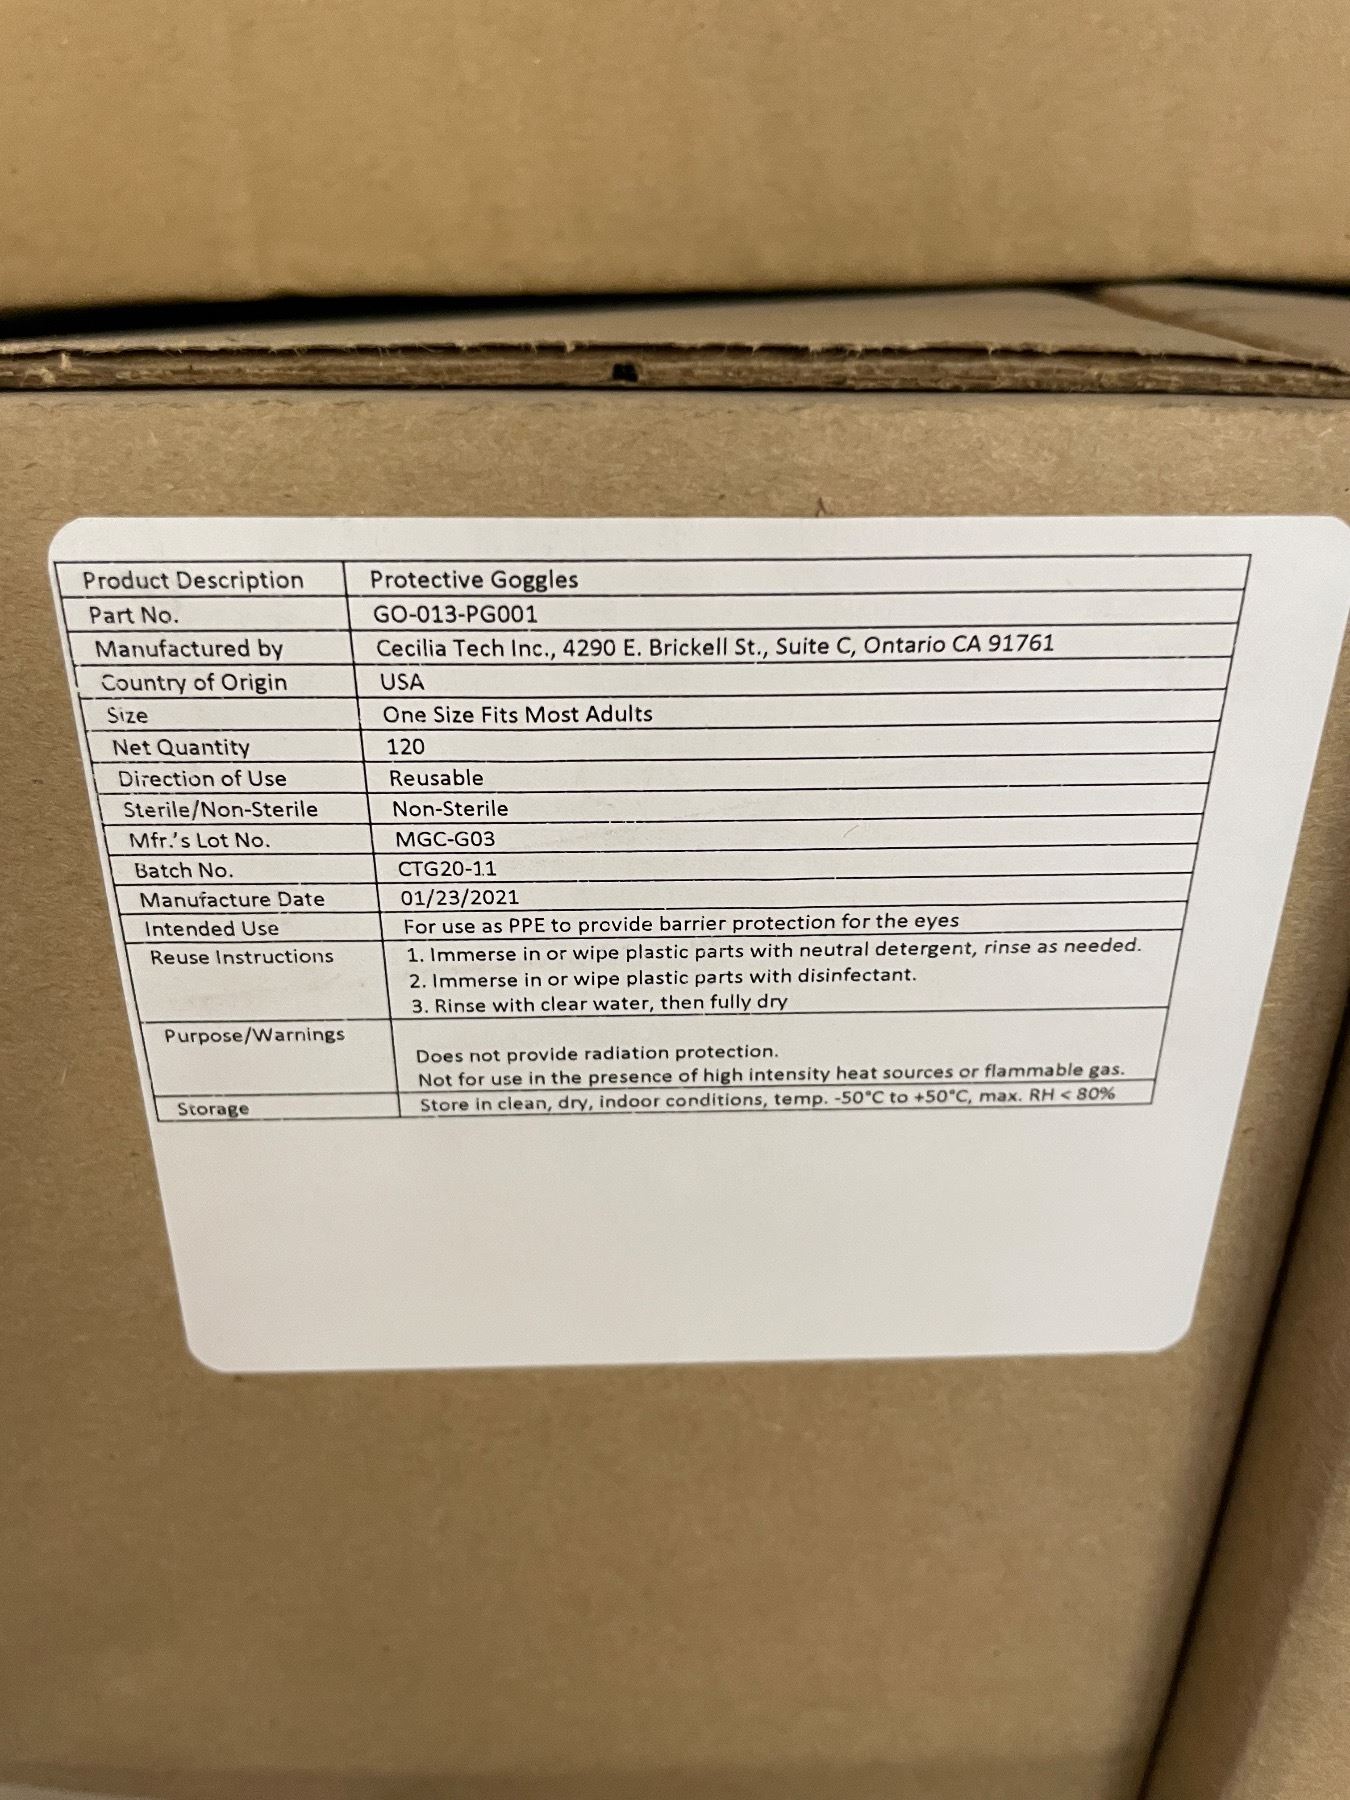 Product Description Protective Goggles
Part No. GO-013-PG001
Manufactured by Cecilia Tech Inc., 4290 E. Brickell St., Suite C, Ontario CA 91761
Country of Origin USA
Size One Size Fits Most Adults
Net Quantity 120
Direction of Use Reusable
Sterile/Non-Sterile Non-Sterile
Mfr.'s Lot No. MGC-G03
Batch No. CTG20-11
Manufacture Date 01/23/2021
Intended Use For use as PPE to provide barrier protection for the eyes
Reuse Instructions 1. Immerse in or wipe plastic parts with neutral detergent, rinse as needed.
2. Immerse in or wipe plastic parts with disinfectant.
3. Rinse with clear water, then fully dry
Purpose/Warnings
Does not provide radiation protection.
Not for use in the presence of high intensity heat sources or flammable gas.
Storage Store in clean, dry, indoor conditions, temp. -50°C to +50°C, max. RH < 80%